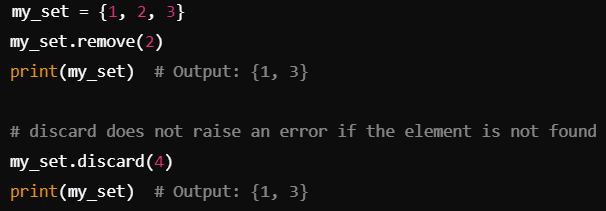 my_set = {1, 2, 3}
my_set.remove(2)
print(my_set)  # Output: {1, 3}

# discard does not raise an error if the element is not found
my_set.discard(4)
print(my_set)  # Output: {1, 3}